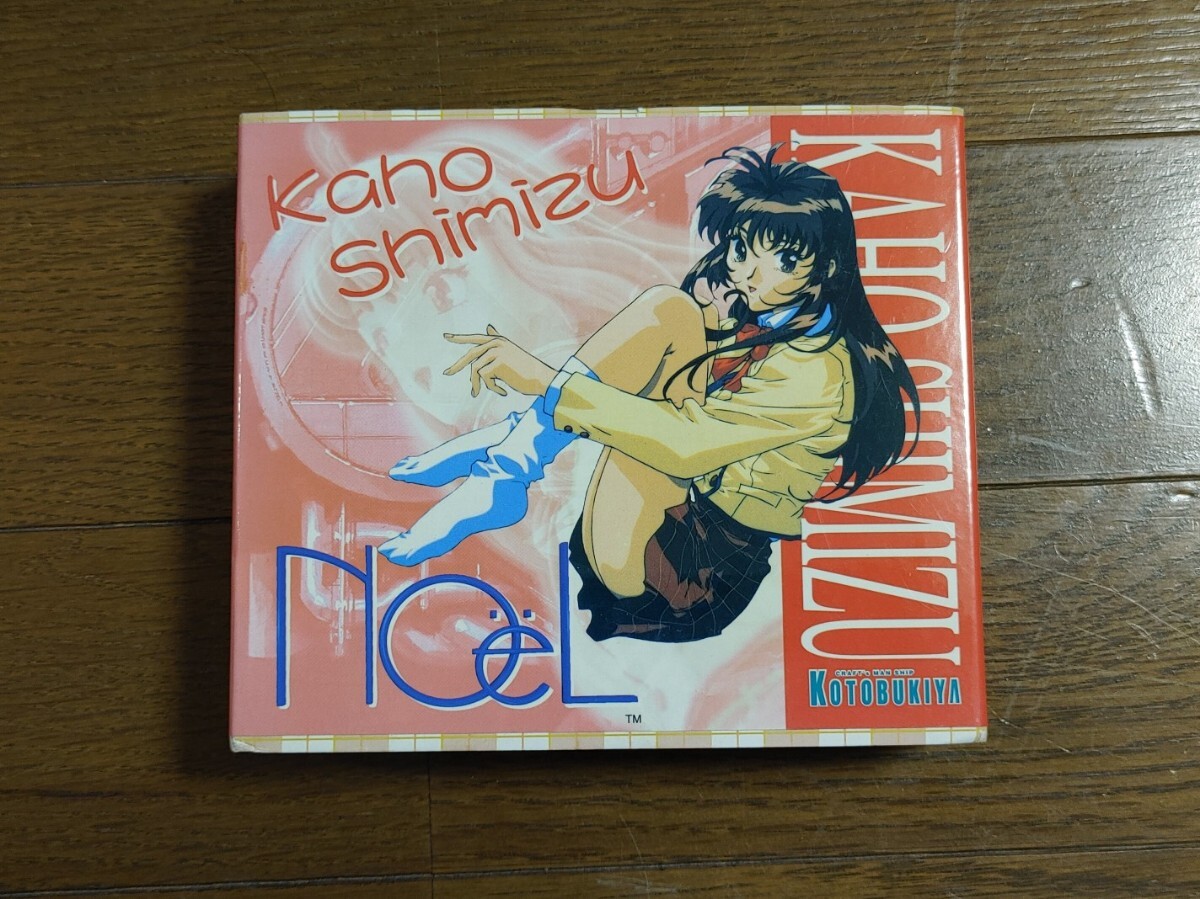 Kaho
Shimizu
NOëL
TM
KAHO SHIMIZU
CRAFT's MAN SHIP
KOTOBUKIYA